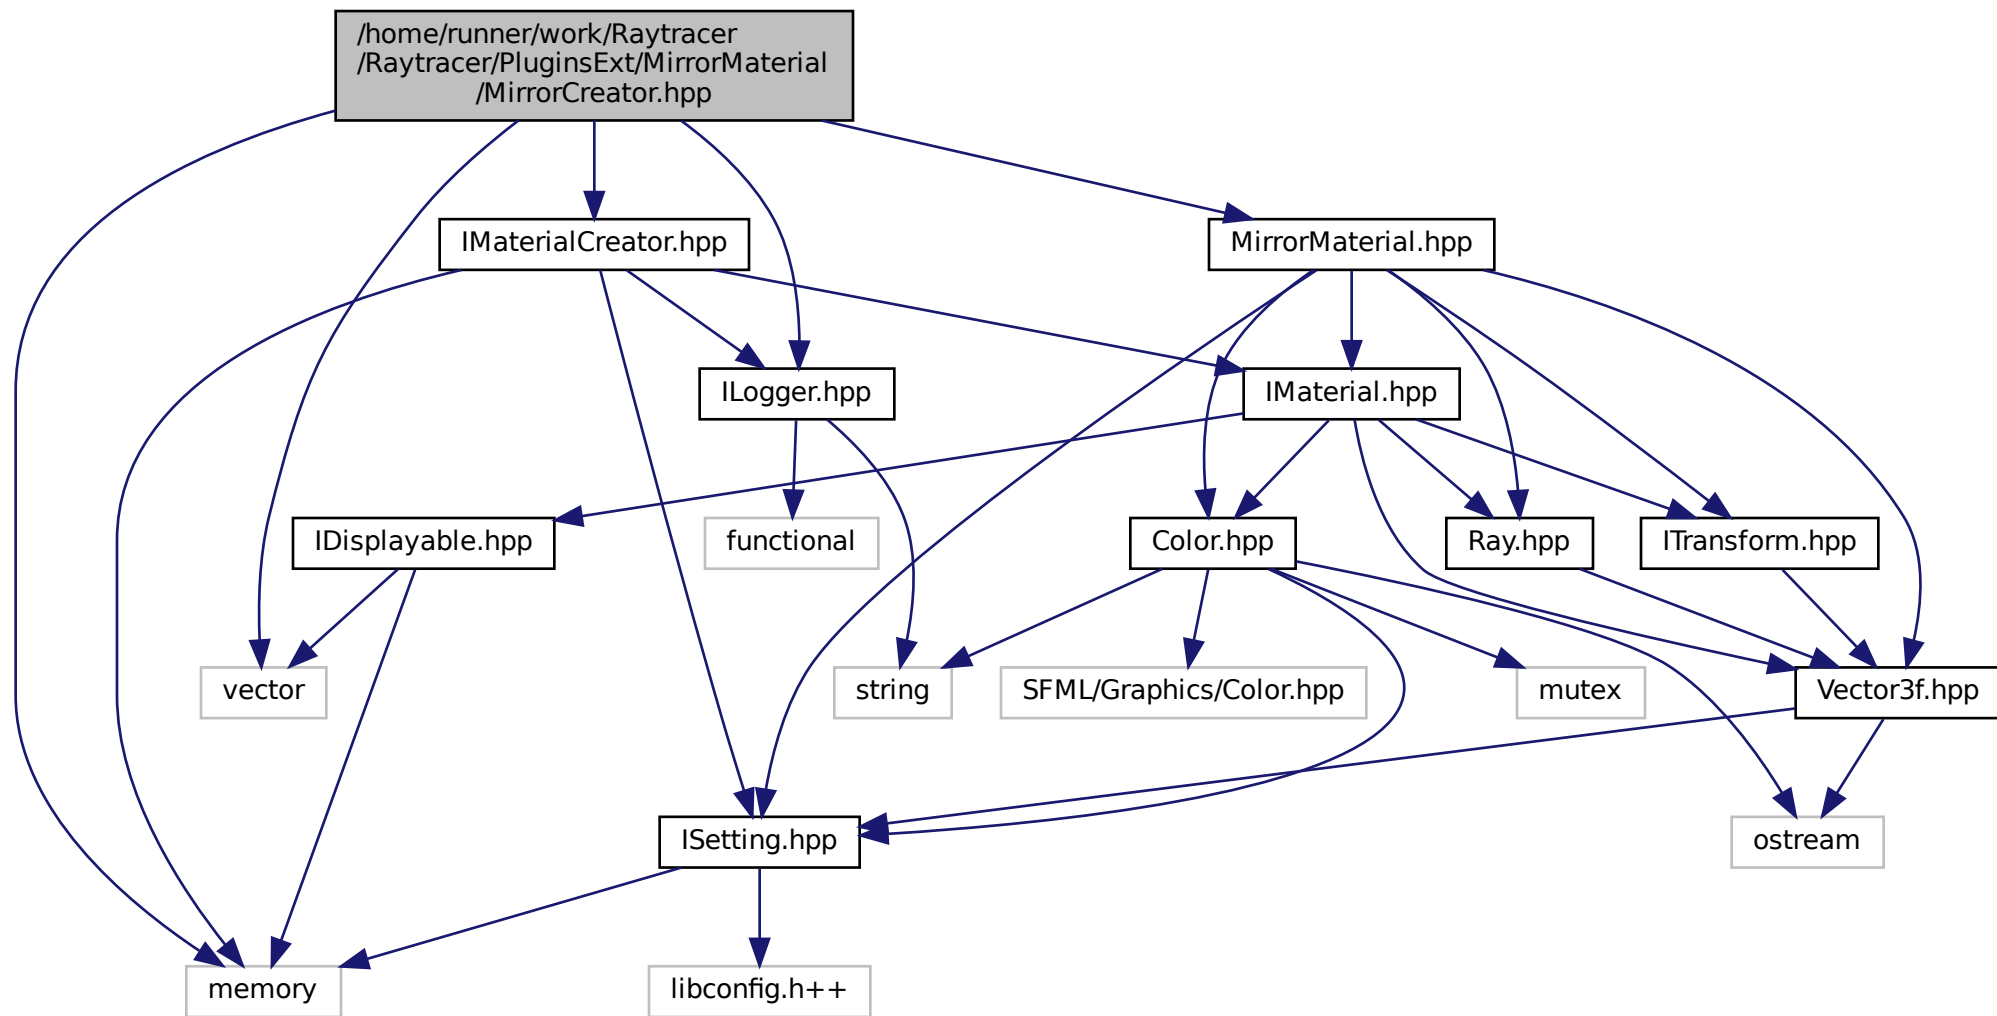 /home/runner/work/Raytracer
/Raytracer/PluginsExt/MirrorMaterial
/MirrorCreator.hpp
IMaterialCreator.hpp
MirrorMaterial.hpp
ILogger.hpp
IMaterial.hpp
IDisplayable.hpp
functional
Color.hpp
Ray.hpp
ITransform.hpp
vector
string
SFML/Graphics/Color.hpp
mutex
Vector3f.hpp
ISetting.hpp
ostream
memory
libconfig.h++